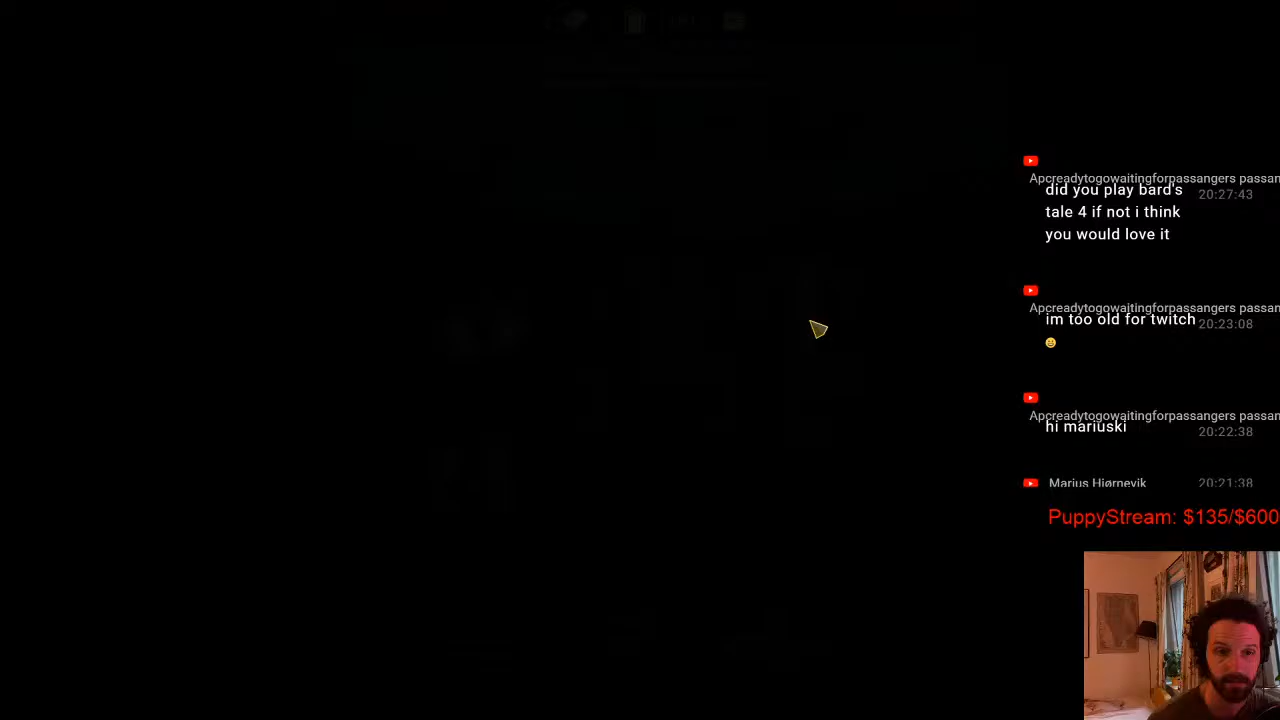 Apcreadytogowaitingforpassangers passan
did you play bard's 20:27:43
tale 4 if not i think
you would love it
Apcreadytogowaitingforpassangers passan
im too old for twitch 20:23:08
Apcreadytogowaitingforpassangers passan
hi mariuski 20:22:38
Marius Hjørnevik 20:21:38
PuppyStream: $135/$600